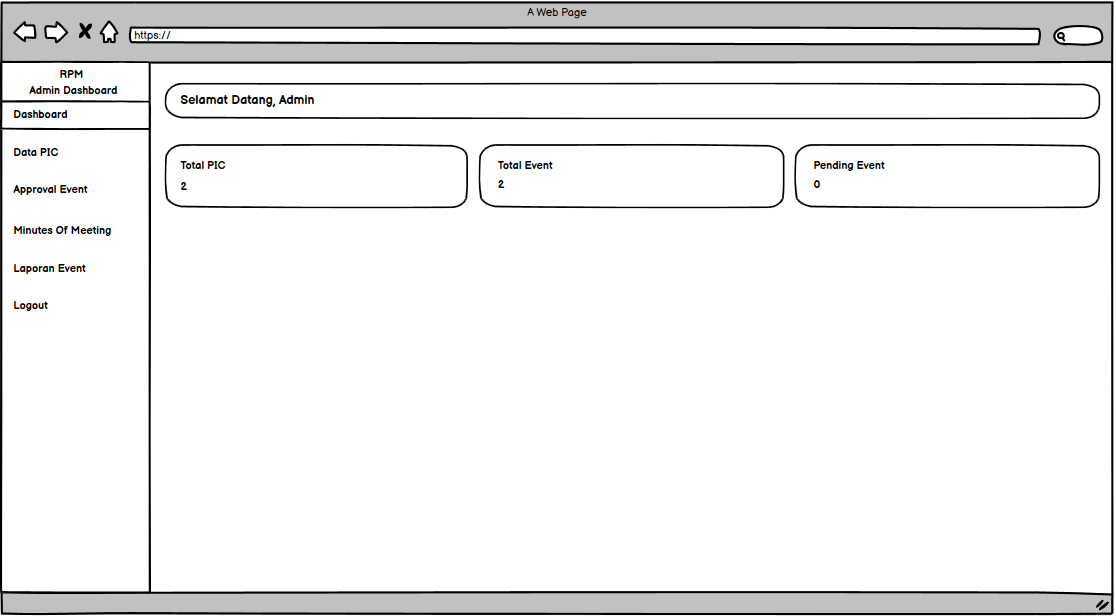 A Web Page
https://
RPM
Admin Dashboard
Dashboard
Data PIC
Approval Event
Minutes Of Meeting
Laporan Event
Logout
Selamat Datang, Admin
Total PIC
2
Total Event
2
Pending Event
0